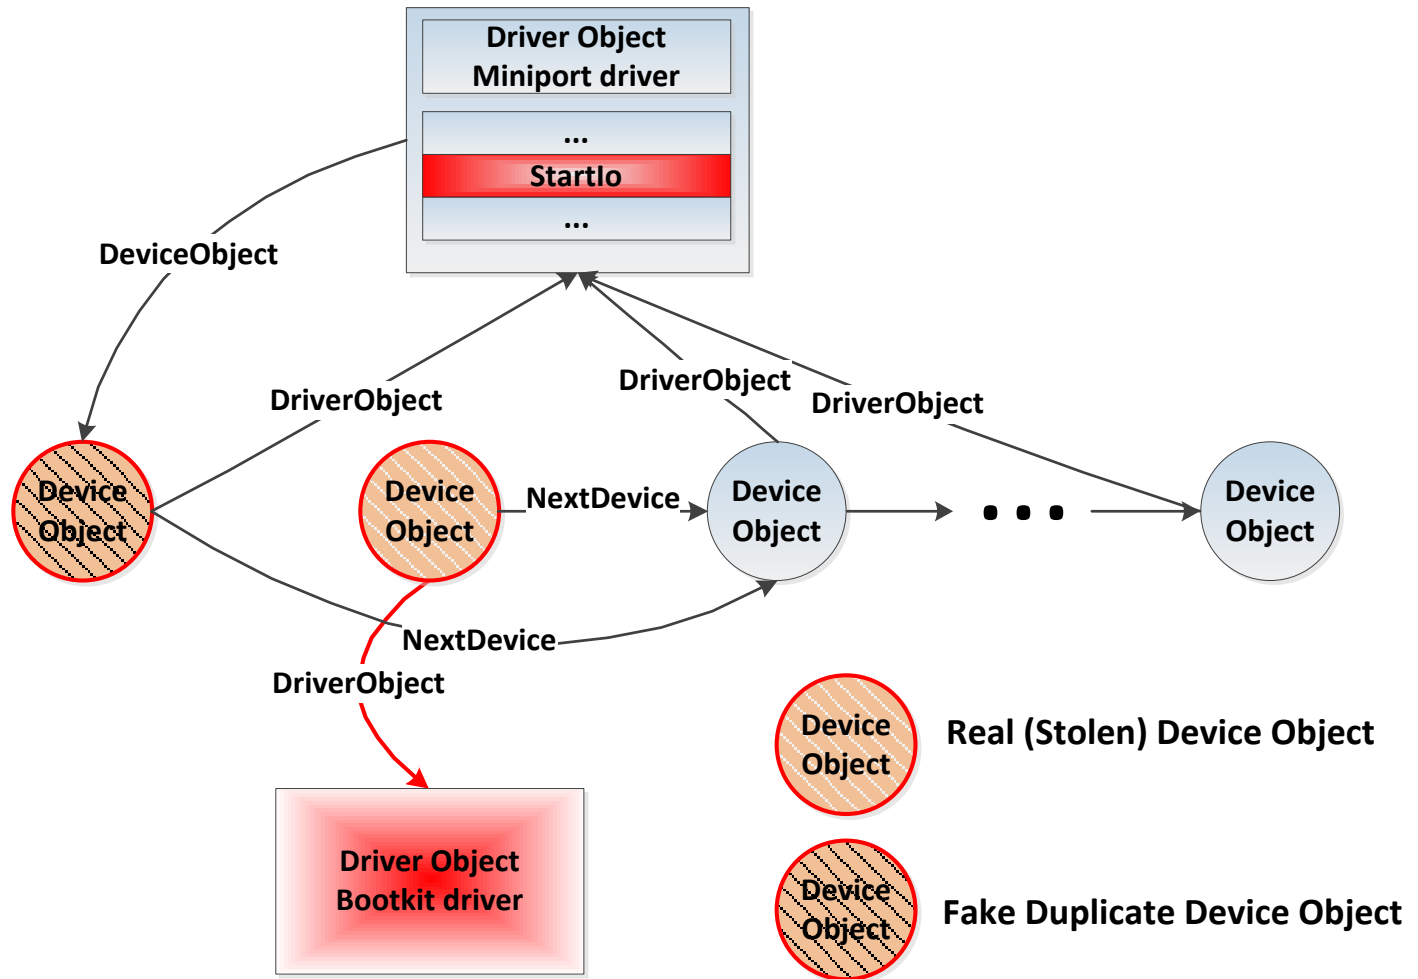 Driver Object
Miniport driver
...
StartIo
...
DeviceObject
DriverObject
DriverObject
DriverObject
Device
Object
Device
Object
NextDevice
Device
Object
...
Device
Object
NextDevice
DriverObject
Device
Object
Real (Stolen) Device Object
Driver Object
Bootkit driver
Device
Object
Fake Duplicate Device Object